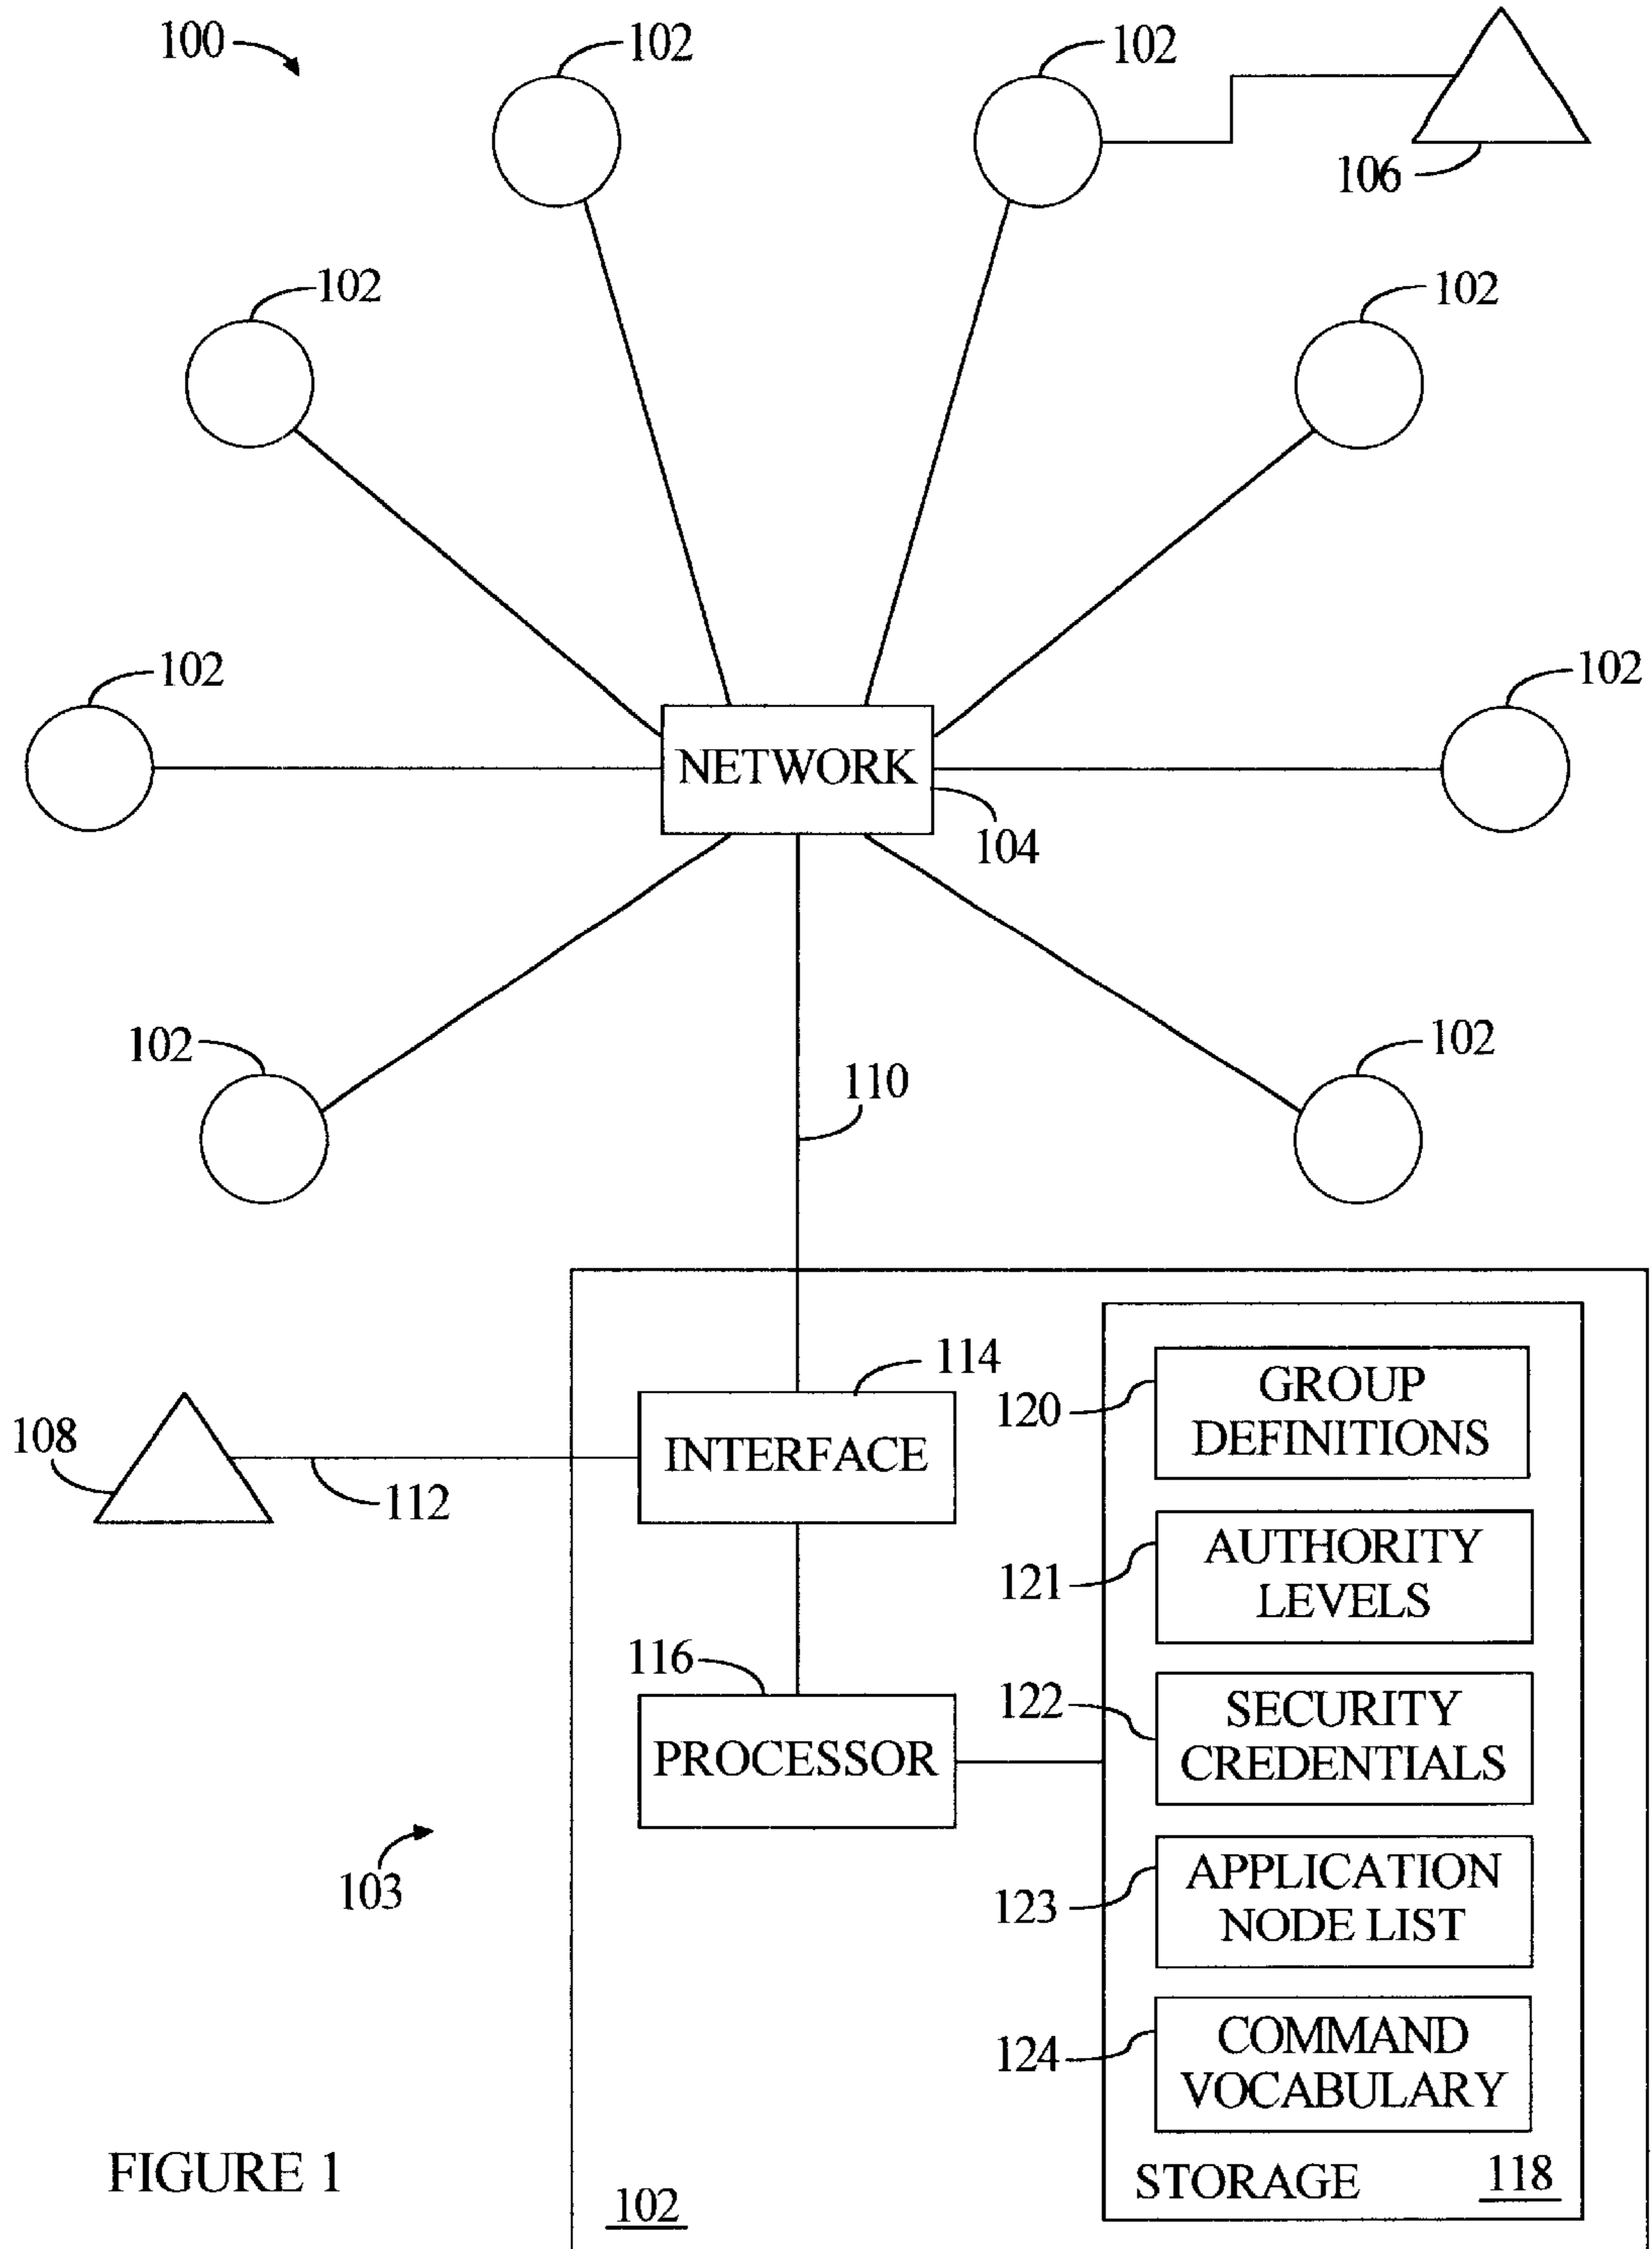 100
102
102
106
102
102
102
102
NETWORK
104
102
102
110
114
GROUP
DEFINITIONS
120
108
INTERFACE
112
AUTHORITY
LEVELS
121
116
SECURITY
CREDENTIALS
122
PROCESSOR
103
APPLICATION
NODE LIST
123
COMMAND
VOCABULARY
124
FIGURE 1
STORAGE
118
102